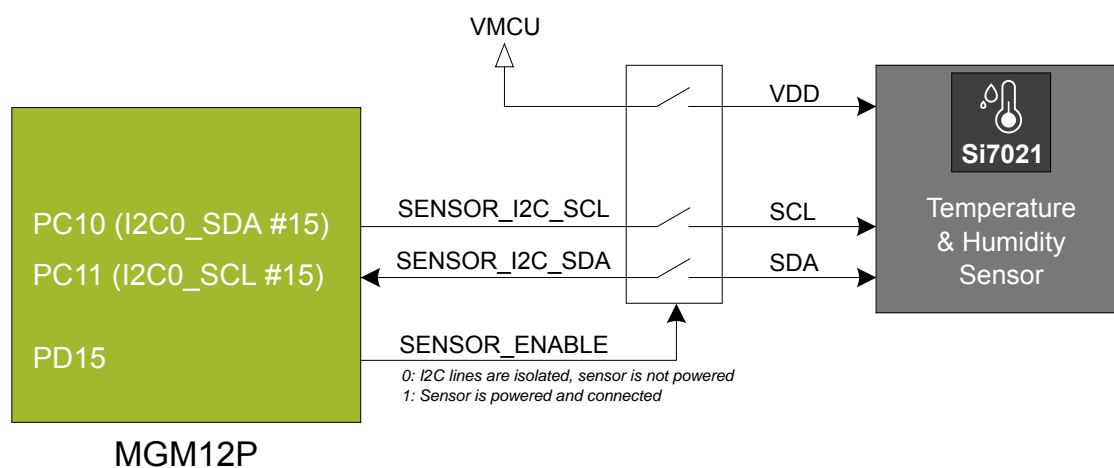 VMCU
VDD
Si7021
PC10 (I2C0_SDA #15)
SENSOR_I2C_SCL
SCL
Temperature
& Humidity
Sensor
PC11 (I2C0_SCL #15)
SENSOR_I2C_SDA
SDA
PD15
SENSOR_ENABLE
0: I2C lines are isolated, sensor is not powered
1: Sensor is powered and connected
MGM12P